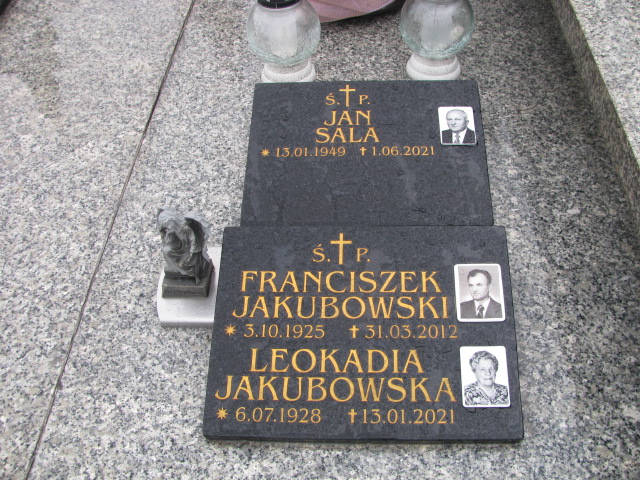 Ś. P.
JAN
SALA
* 13.01.1949 † 1.06.2021
Ś. P.
FRANCISZEK
JAKUBOWSKI
* 3.10.1925 † 31.03.2012
LEOKADIA
JAKUBOWSKA
* 6.07.1928 † 13.01.2021